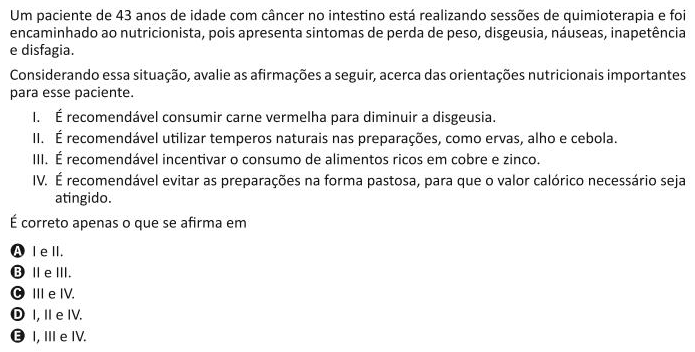 Um paciente de 43 anos de idade com câncer no intestino está realizando sessões de quimioterapia e foi
encaminhado ao nutricionista, pois apresenta sintomas de perda de peso, disgeusia, náuseas, inapetência
e disfagia.
Considerando essa situação, avalie as afirmações a seguir, acerca das orientações nutricionais importantes
para esse paciente.
I. É recomendável consumir carne vermelha para diminuir a disgeusia.
II. É recomendável utilizar temperos naturais nas preparações, como ervas, alho e cebola.
III. É recomendável incentivar o consumo de alimentos ricos em cobre e zinco.
IV. É recomendável evitar as preparações na forma pastosa, para que o valor calórico necessário seja
atingido.
É correto apenas o que se afirma em
A I e II.
B II e III.
C III e IV.
D I, II e IV.
E I, III e IV.